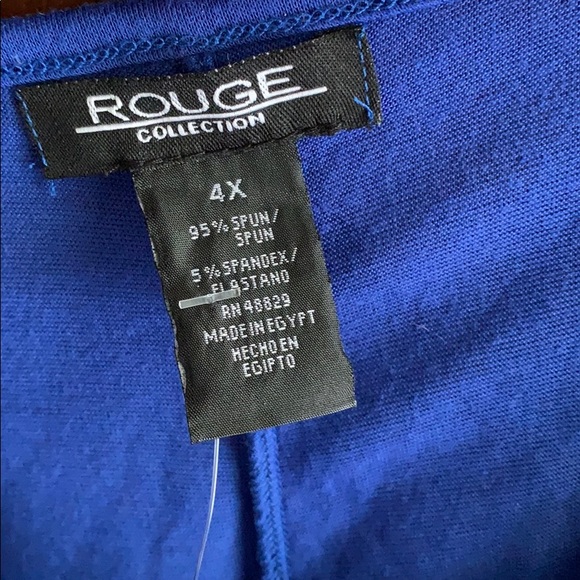 ROUGE
COLLECTION
4X
95% SPUN/
SPUN
5% SPANDEX/
ELASTANO
RN 48829
MADE IN EGYPT
HECHO EN
EGIPTO